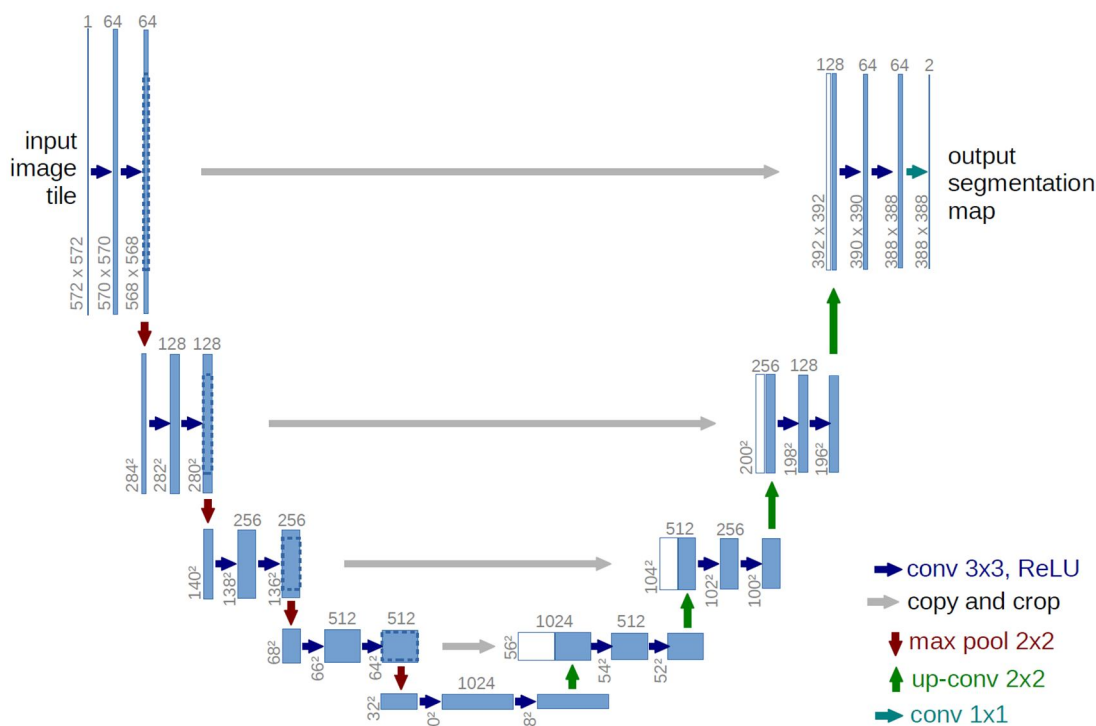 1 64 64
input
image
tile
572 x 572
570 x 570
568 x 568
128 64 64 2
output
segmentation
map
392 x 392
390 x 390
388 x 388
388 x 388
128 128
284²
282²
280²
256 128
200²
198²
196²
256 256
140²
138²
136²
512 256
104²
102²
100²
512 512
68²
66²
64²
1024 512
56²
54²
52²
1024
32²
conv 3x3, ReLU
copy and crop
max pool 2x2
up-conv 2x2
conv 1x1